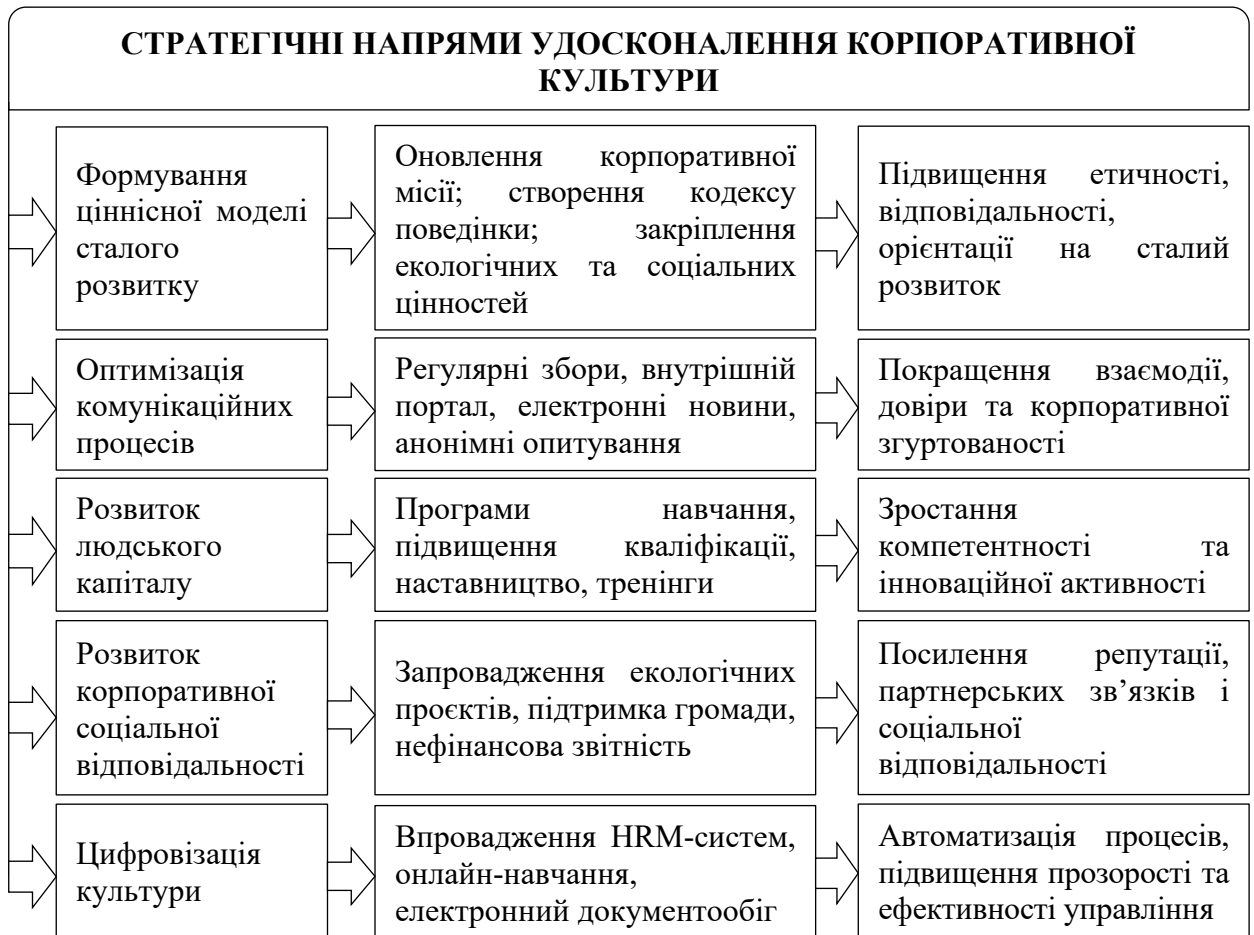 СТРАТЕГІЧНІ НАПРЯМИ УДОСКОНАЛЕННЯ КОРПОРАТИВНОЇ
КУЛЬТУРИ
Формування
ціннісної моделі
сталого
розвитку
Оновлення корпоративної
місії; створення кодексу
поведінки; закріплення
екологічних та соціальних
цінностей
Підвищення етичності,
відповідальності,
орієнтації на сталий
розвиток
Оптимізація
комунікаційних
процесів
Регулярні збори, внутрішній
портал, електронні новини,
анонімні опитування
Покращення взаємодії,
довіри та корпоративної
згуртованості
Розвиток
людського
капіталу
Програми навчання,
підвищення кваліфікації,
наставництво, тренінги
Зростання
компетентності та
інноваційної активності
Розвиток
корпоративної
соціальної
відповідальності
Запровадження екологічних
проєктів, підтримка громади,
нефінансова звітність
Посилення репутації,
партнерських зв’язків і
соціальної
відповідальності
Цифровізація
культури
Впровадження HRM-систем,
онлайн-навчання,
електронний документообіг
Автоматизація процесів,
підвищення прозорості та
ефективності управління